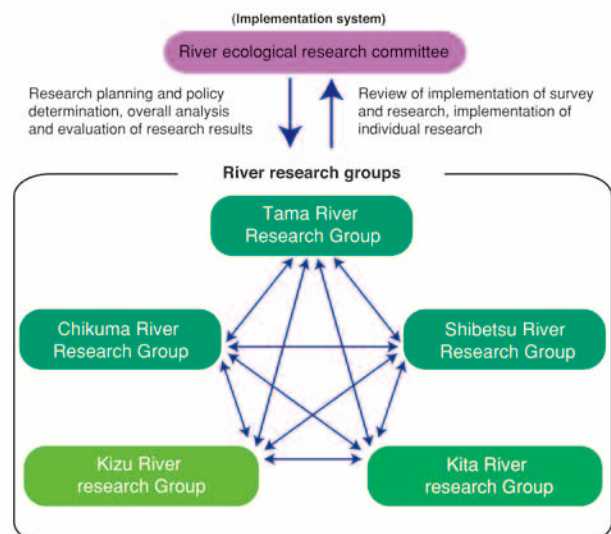 (Implementation system)
River ecological research committee
Research planning and policy
determination, overall analysis
and evaluation of research results
Review of implementation of survey
and research, implementation of
individual research
River research groups
Tama River
Research Group
Chikuma River
Research Group
Shibetsu River
Research Group
Kizu River
research Group
Kita River
research Group